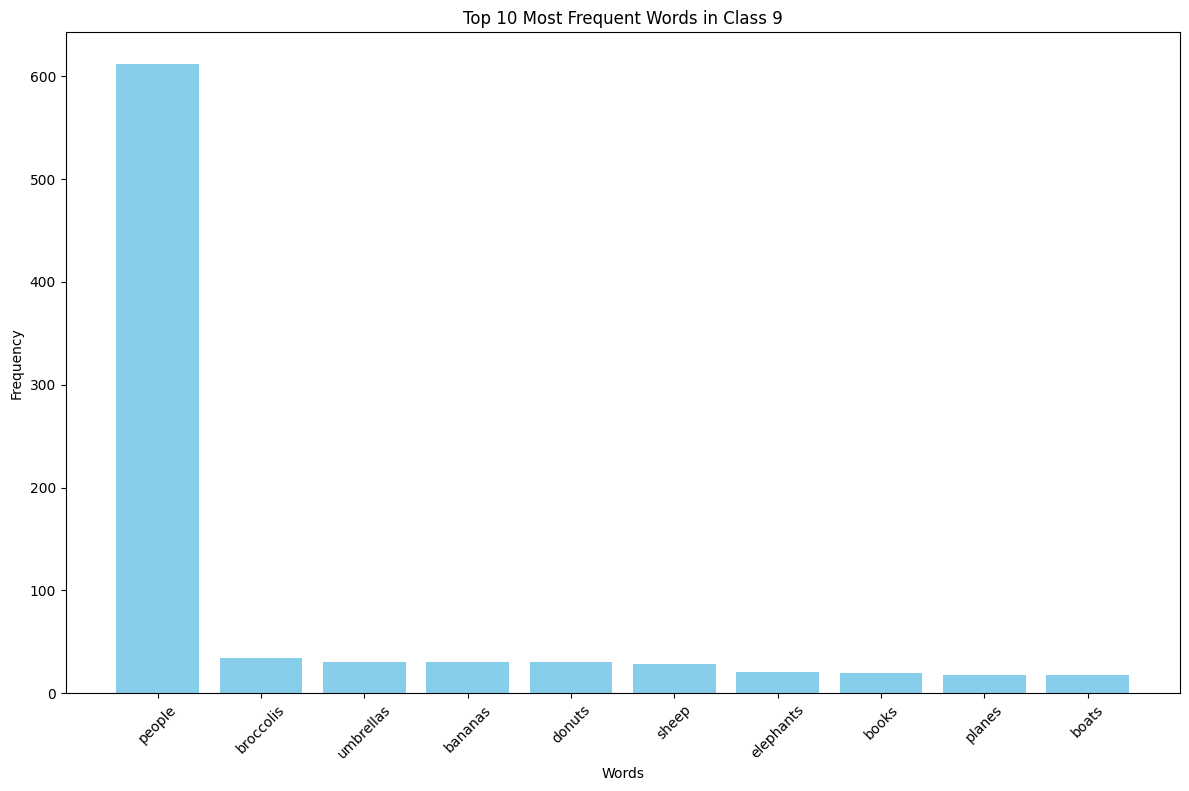 Top 10 Most Frequent Words in Class 9
Frequency
600
500
400
300
200
100
0
people
broccolis
umbrellas
bananas
donuts
sheep
elephants
books
planes
boats
Words